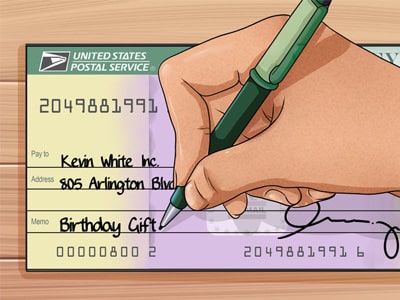 UNITED STATES
POSTAL SERVICE
2049881991
Pay to Kevin White Inc.
Address 805 Arlington Blvd
Memo Birthday Gift
00000800 2 2049881991 6